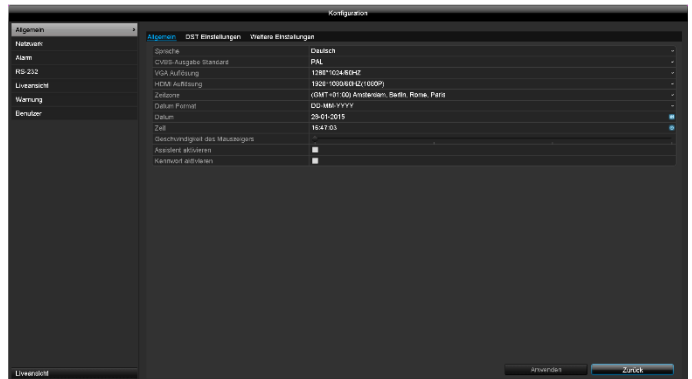 Konfiguration
Allgemein
Netzwerk
Alarm
RS-232
Liveansicht
Warnung
Benutzer
Allgemein DST Einstellungen Weitere Einstellungen
Sprache Deutsch
CVBS-Ausgabe Standard PAL
VGA Auflösung 1280*1024/60HZ
HDMI Auflösung 1920*1080/60HZ(1080P)
Zeitzone (GMT+01:00) Amsterdam, Berlin, Rome, Paris
Datum Format DD-MM-YYYY
Datum 29-01-2015
Zeit 16:47:03
Geschwindigkeit des Mauszeigers
Assistent aktivieren
Kennwort aktivieren
Liveansicht
Anwenden Zurück